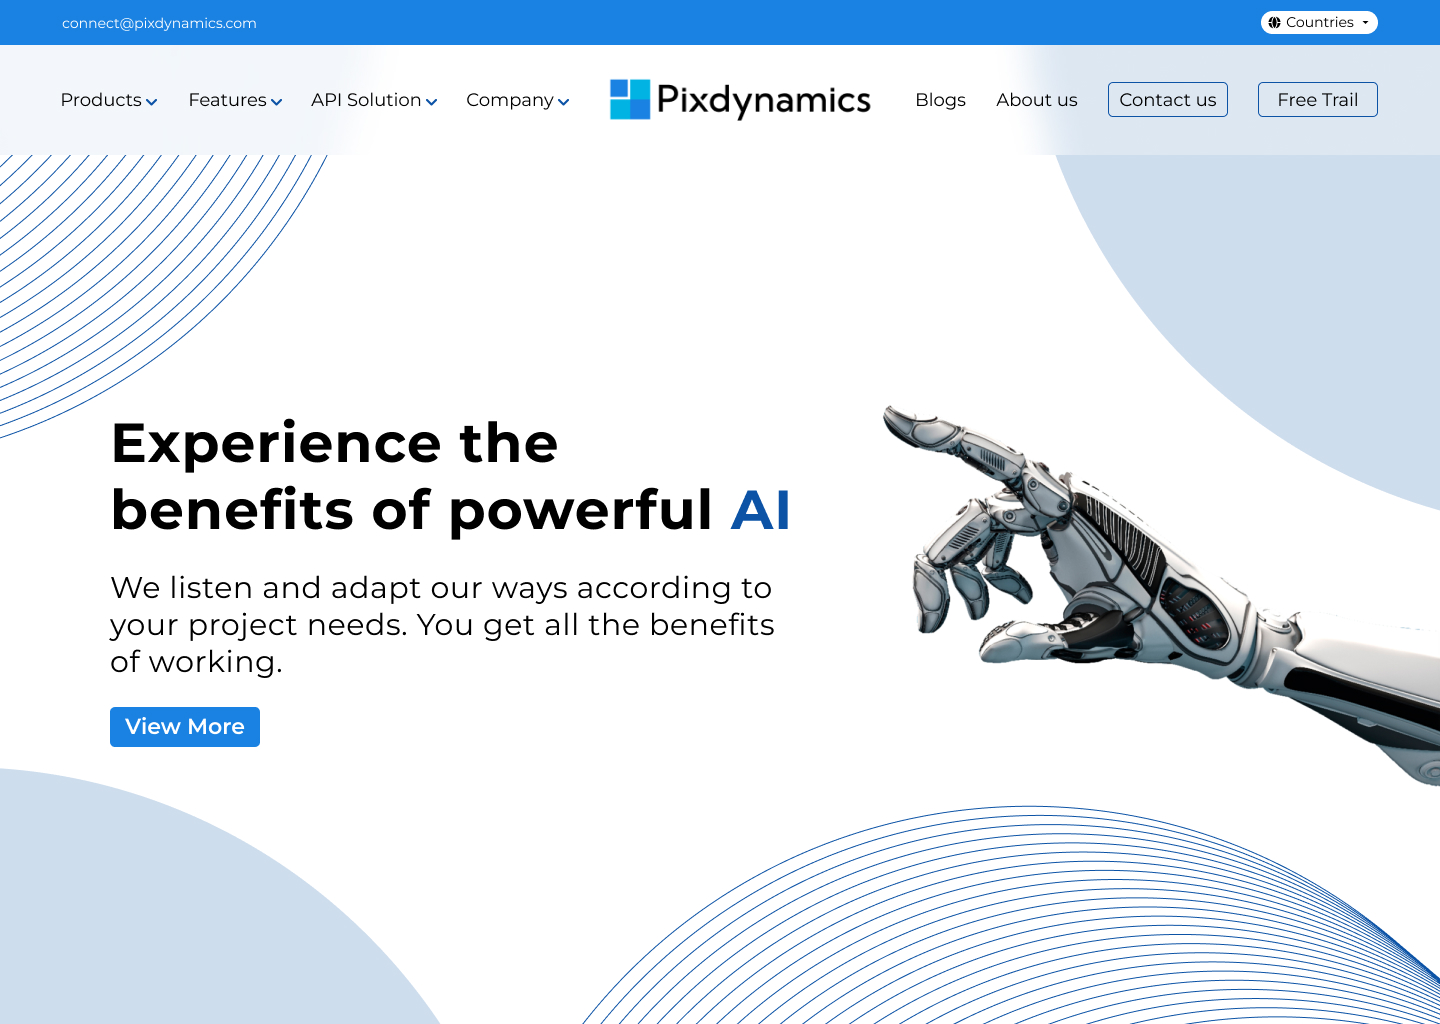 connect@pixdynamics.com
Countries
Products Features API Solution Company Pixdynamics Blogs About us Contact us Free Trail
Experience the
benefits of powerful AI
We listen and adapt our ways according to
your project needs. You get all the benefits
of working.
View More